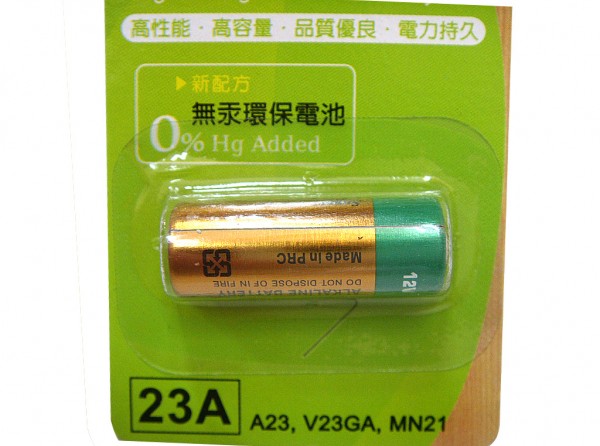 高性能·高容量·品質優良·電力持久
▶新配方
無汞環保電池
0% Hg Added
12V
Made in PRC
DO NOT DISPOSE OF IN FIRE
ALKALINE BATTERY
23A
A23, V23GA, MN21